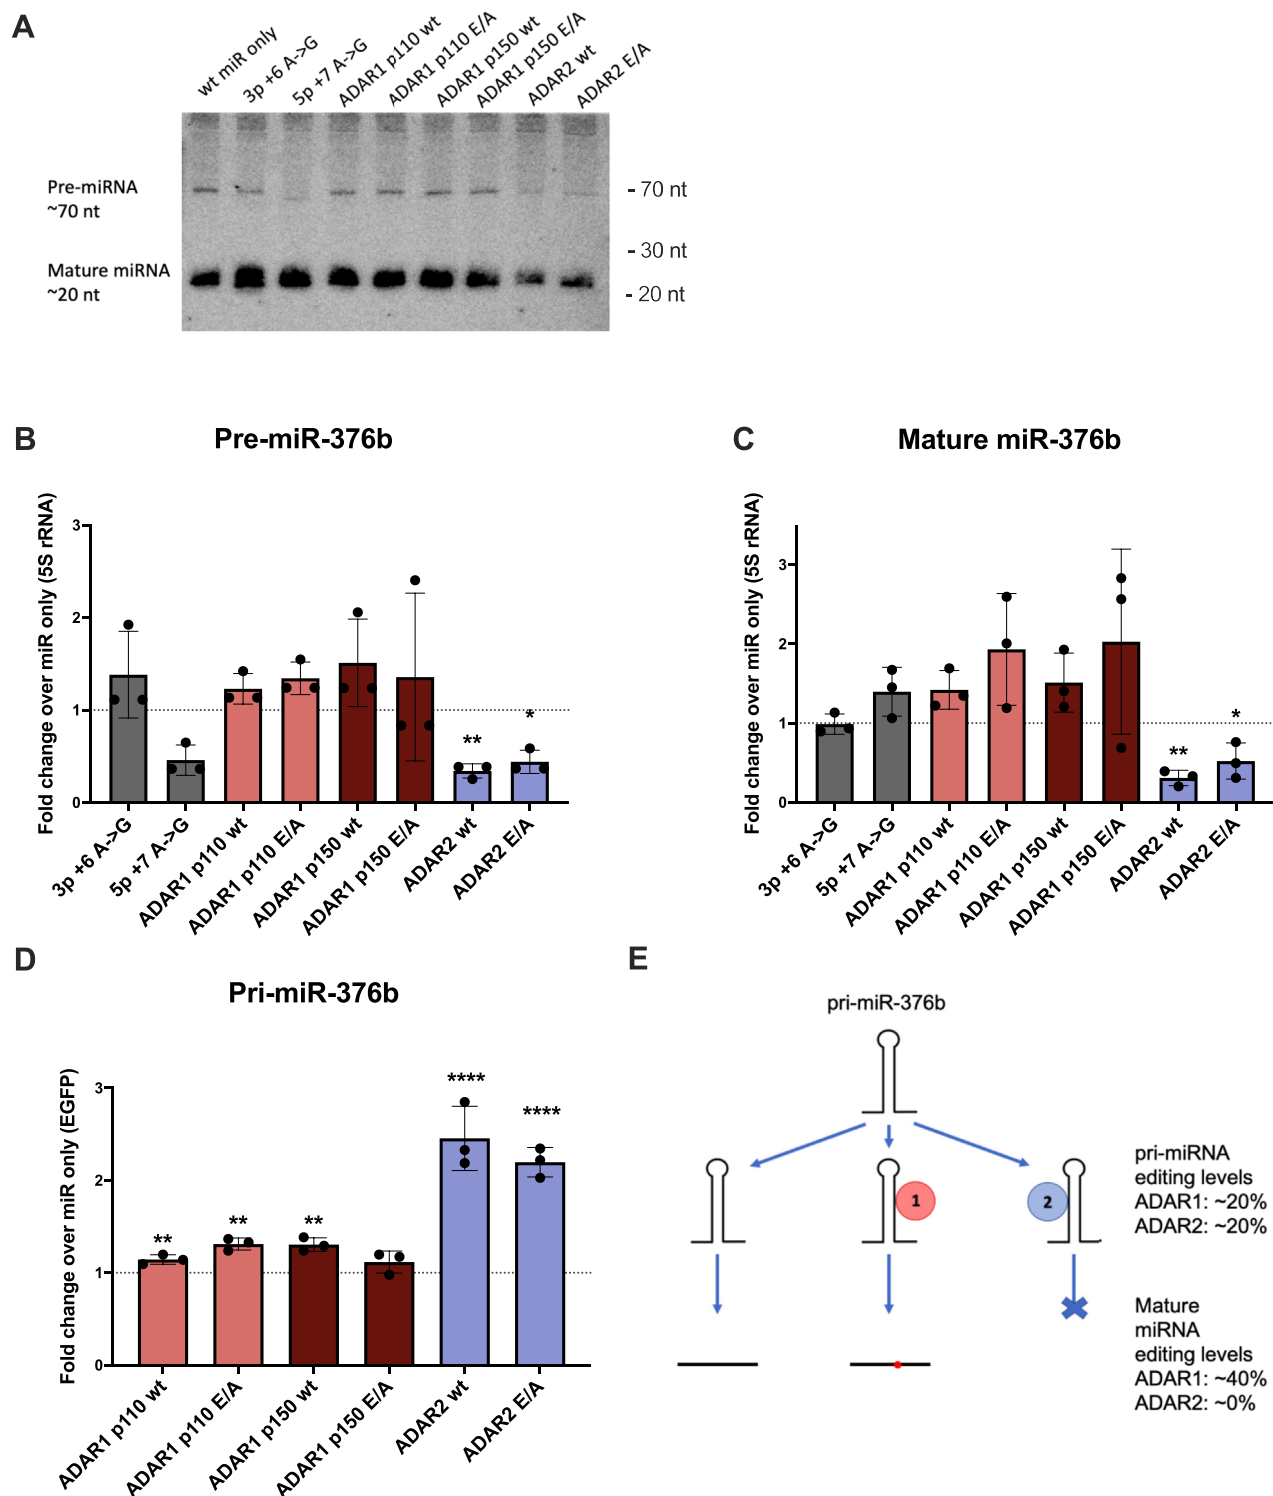 A
wt miR only
3p +6 A->G
5p +7 A->G
ADAR1 p110 wt
ADAR1 p110 E/A
ADAR1 p150 wt
ADAR1 p150 E/A
ADAR2 wt
ADAR2 E/A
Pre-miRNA
~70 nt
Mature miRNA
~20 nt
- 70 nt
- 30 nt
- 20 nt
B
Pre-miR-376b
Fold change over miR only (5S rRNA)
3
2
1
0
**
*
3p +6 A->G
5p +7 A->G
ADAR1 p110 wt
ADAR1 p110 E/A
ADAR1 p150 wt
ADAR1 p150 E/A
ADAR2 wt
ADAR2 E/A
C
Mature miR-376b
Fold change over miR only (5S rRNA)
3
2
1
0
**
*
3p +6 A->G
5p +7 A->G
ADAR1 p110 wt
ADAR1 p110 E/A
ADAR1 p150 wt
ADAR1 p150 E/A
ADAR2 wt
ADAR2 E/A
D
Pri-miR-376b
Fold change over miR only (EGFP)
3
2
1
0
**
**
**
****
****
ADAR1 p110 wt
ADAR1 p110 E/A
ADAR1 p150 wt
ADAR1 p150 E/A
ADAR2 wt
ADAR2 E/A
E
pri-miR-376b
1
2
pri-miRNA
editing levels
ADAR1: ~20%
ADAR2: ~20%
Mature
miRNA
editing levels
ADAR1: ~40%
ADAR2: ~0%